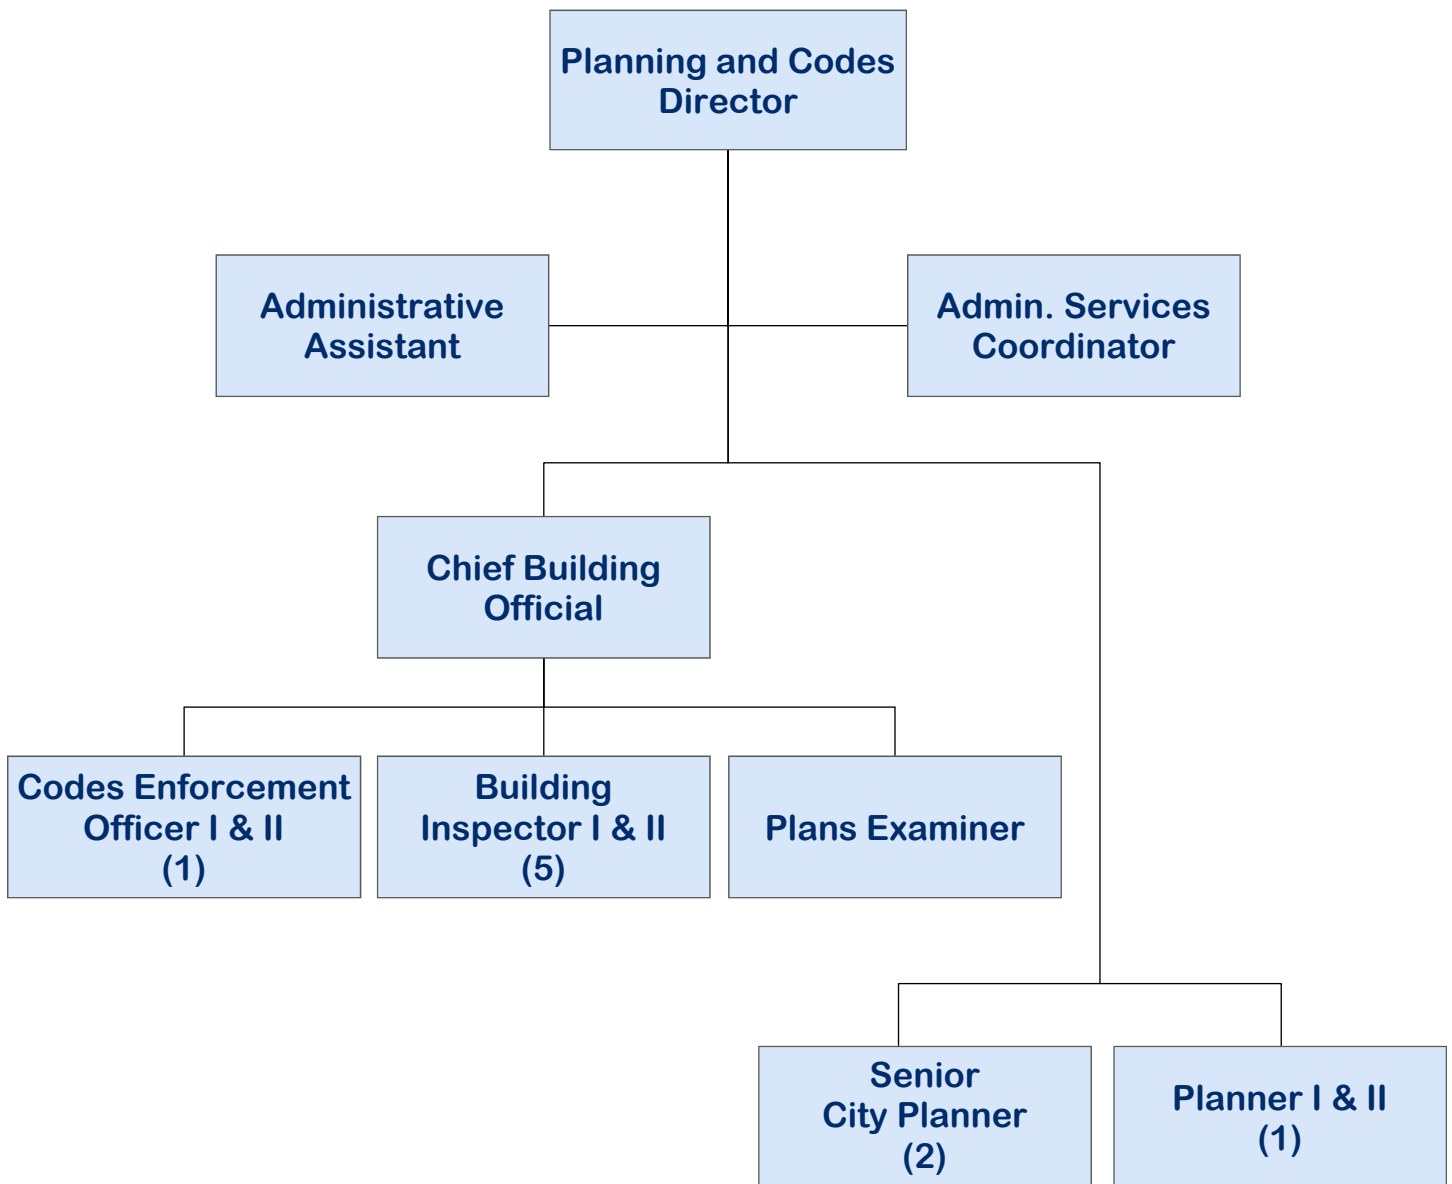 Planning and Codes
Director
Administrative
Assistant
Admin. Services
Coordinator
Chief Building
Official
Codes Enforcement
Officer I & II
(1)
Building
Inspector I & II
(5)
Plans Examiner
Senior
City Planner
(2)
Planner I & II
(1)